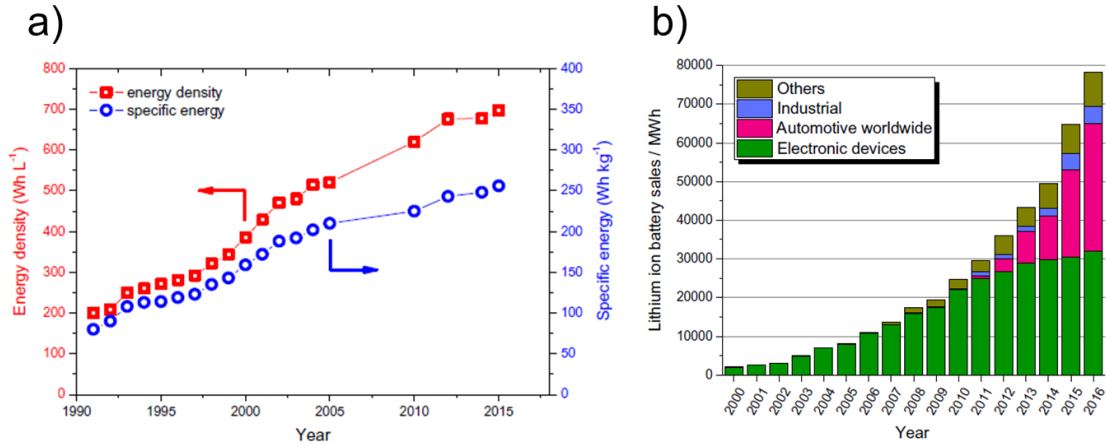 a)
800
700
600
500
400
300
200
100
0
Energy density (Wh L⁻¹)
energy density
specific energy
400
350
300
250
200
150
100
50
0
Specific energy (Wh kg⁻¹)
1990 1995 2000 2005 2010 2015
Year
b)
80000
70000
60000
50000
40000
30000
20000
10000
0
Lithium ion battery sales / MWh
Others
Industrial
Automotive worldwide
Electronic devices
2000 2001 2002 2003 2004 2005 2006 2007 2008 2009 2010 2011 2012 2013 2014 2015 2016
Year